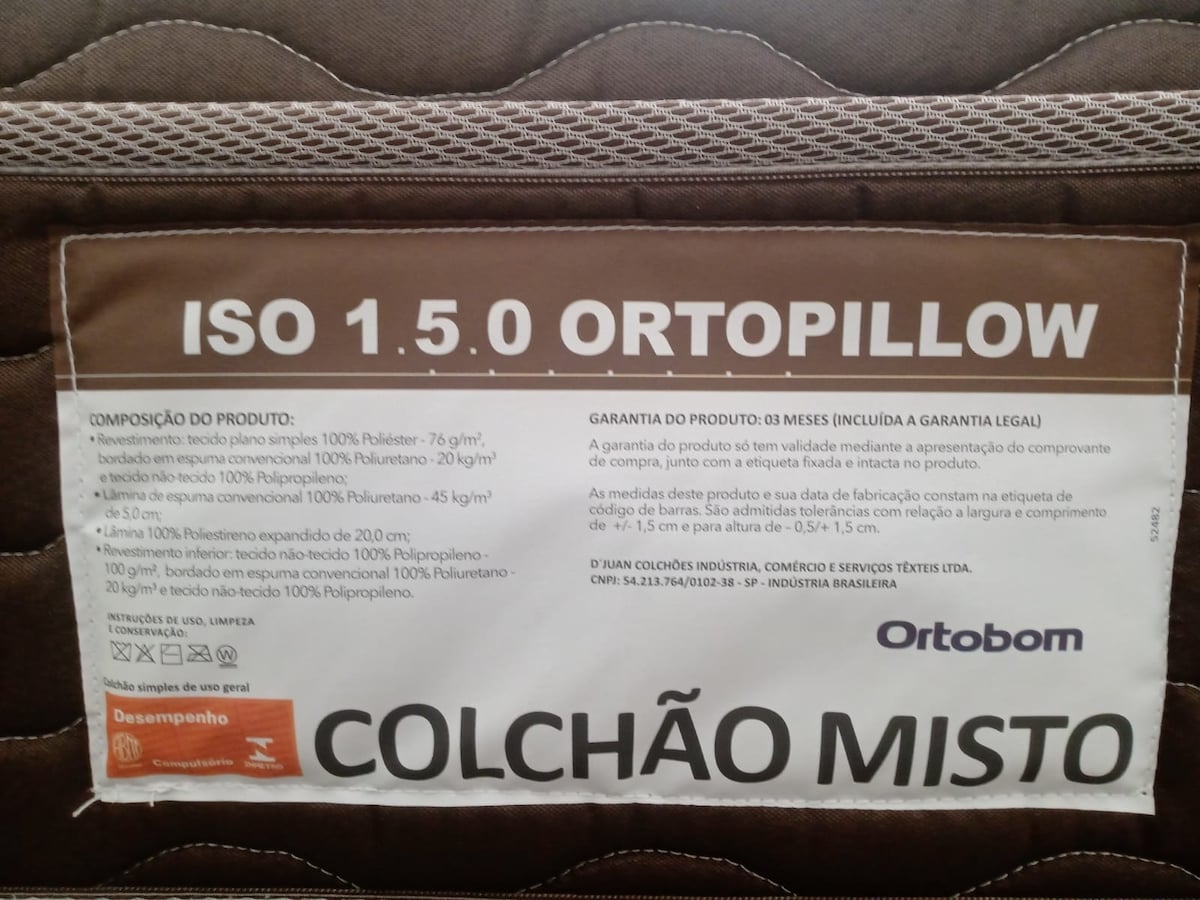 ISO 1.5.0 ORTOPILLOW
COMPOSIÇÃO DO PRODUTO:
• Revestimento: tecido plano simples 100% Poliéster - 76 g/m²,
bordado em espuma convencional 100% Poliuretano - 20 kg/m³
e tecido não-tecido 100% Polipropileno;
• Lâmina de espuma convencional 100% Poliuretano - 45 kg/m³
de 5,0 cm;
• Lâmina 100% Poliestireno expandido de 20,0 cm;
• Revestimento inferior: tecido não-tecido 100% Polipropileno -
100 g/m², bordado em espuma convencional 100% Poliuretano -
20 kg/m³ e tecido não-tecido 100% Polipropileno.
INSTRUÇÕES DE USO, LIMPEZA
E CONSERVAÇÃO:
W
Colchão simples de uso geral
Desempenho
ABNT
Compulsório
INMETRO
GARANTIA DO PRODUTO: 03 MESES (INCLUÍDA A GARANTIA LEGAL)
A garantia do produto só tem validade mediante a apresentação do comprovante
de compra, junto com a etiqueta fixada e intacta no produto.
As medidas deste produto e sua data de fabricação constam na etiqueta de
código de barras. São admitidas tolerâncias com relação a largura e comprimento
de +/- 1,5 cm e para altura de - 0,5/+ 1,5 cm.
D´JUAN COLCHÕES INDÚSTRIA, COMÉRCIO E SERVIÇOS TÊXTEIS LTDA.
CNPJ: 54.213.764/0102-38 - SP - INDÚSTRIA BRASILEIRA
52482
Ortobom
COLCHÃO MISTO